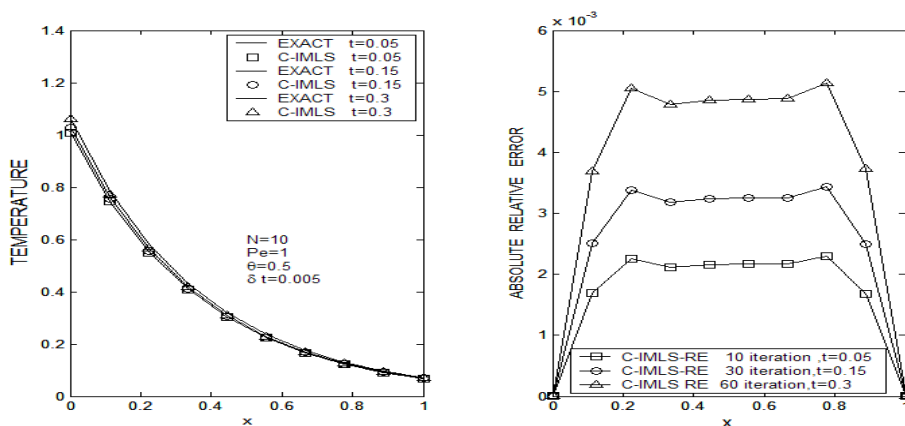 1.4
1.2
1
0.8
0.6
0.4
0.2
0
0 0.2 0.4 0.6 0.8 1
x
TEMPERATURE
EXACT t=0.05
C-IMLS t=0.05
EXACT t=0.15
C-IMLS t=0.15
EXACT t=0.3
C-IMLS t=0.3
N=10
Pe=1
θ=0.5
δ t=0.005
× 10⁻³
6
5
4
3
2
1
0
0 0.2 0.4 0.6 0.8 1
x
ABSOLUTE RELATIVE ERROR
C-IMLS-RE 10 iteration ,t=0.05
C-IMLS-RE 30 iteration,t=0.15
C-IMLS RE 60 iteration,t=0.3